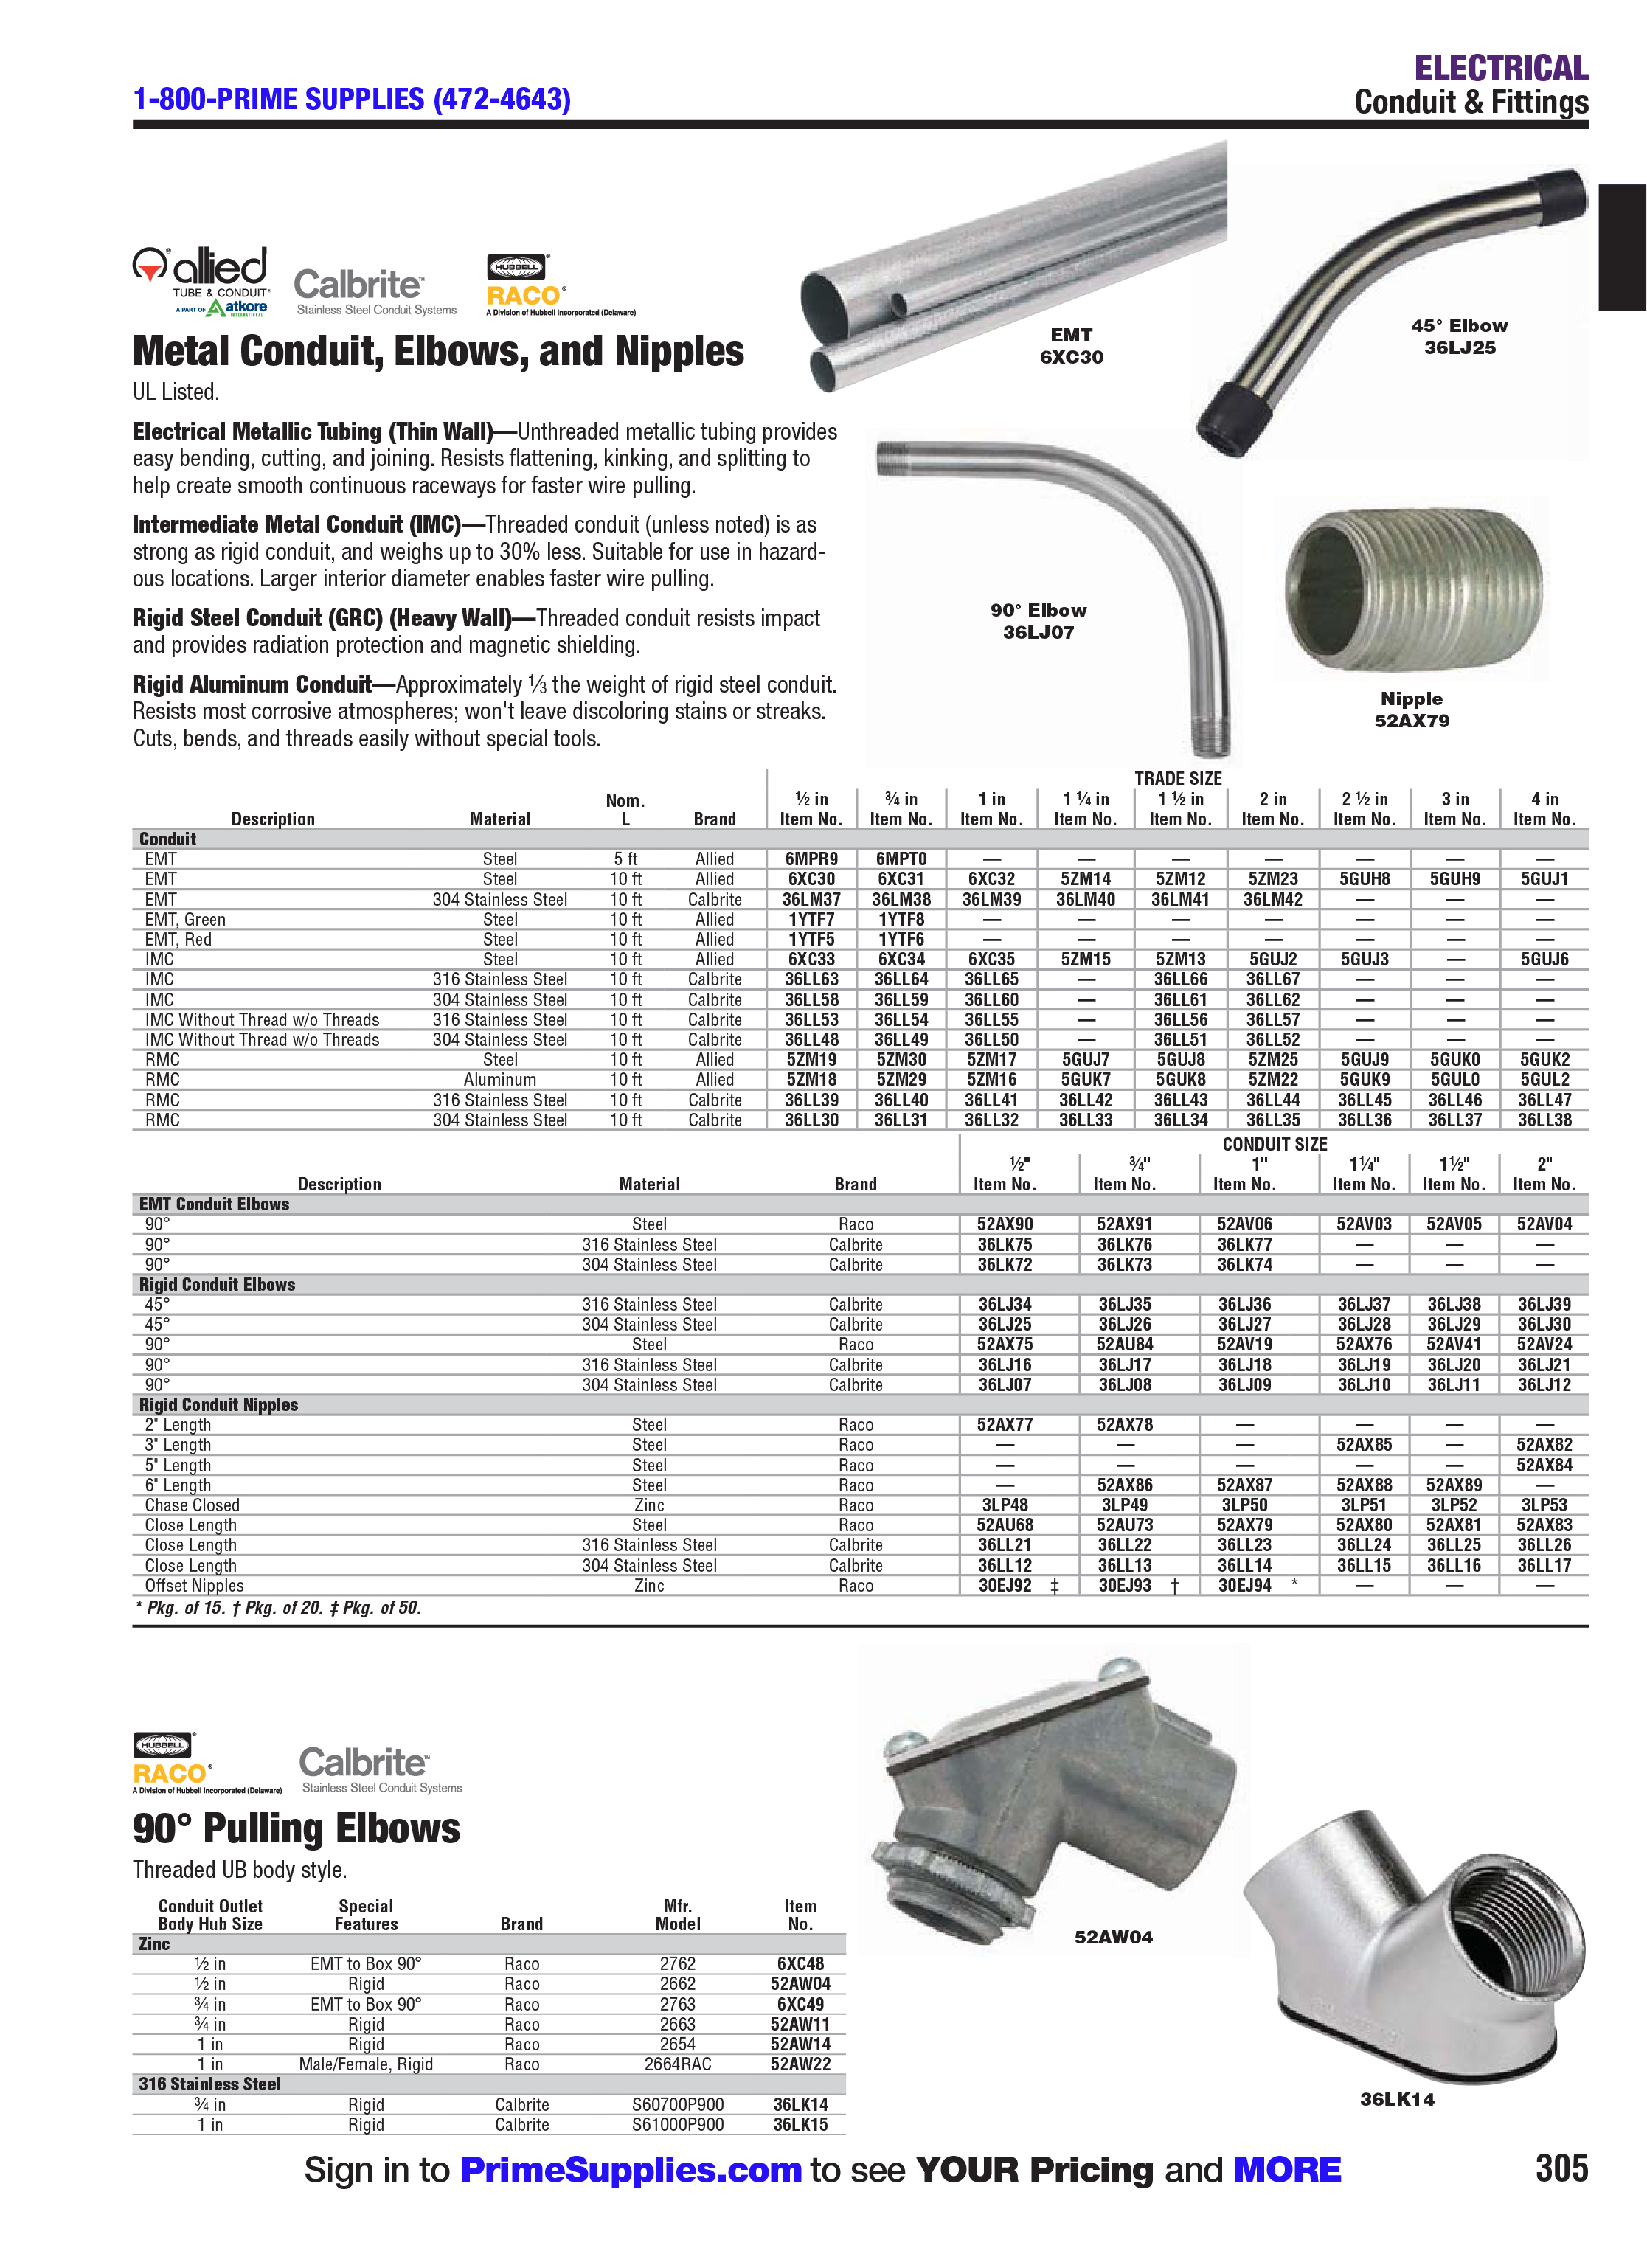 1-800-PRIME SUPPLIES (472-4643)
ELECTRICAL
Conduit & Fittings
allied
TUBE & CONDUIT
A PART OF atkore
INTERNATIONAL
Calbrite™
Stainless Steel Conduit Systems
HUBBELL
RACO®
A Division of Hubbell Incorporated (Delaware)
EMT
6XC30
45° Elbow
36LJ25
Metal Conduit, Elbows, and Nipples
UL Listed.
Electrical Metallic Tubing (Thin Wall)—Unthreaded metallic tubing provides
easy bending, cutting, and joining. Resists flattening, kinking, and splitting to
help create smooth continuous raceways for faster wire pulling.
Intermediate Metal Conduit (IMC)—Threaded conduit (unless noted) is as
strong as rigid conduit, and weighs up to 30% less. Suitable for use in hazard-
ous locations. Larger interior diameter enables faster wire pulling.
Rigid Steel Conduit (GRC) (Heavy Wall)—Threaded conduit resists impact
and provides radiation protection and magnetic shielding.
Rigid Aluminum Conduit—Approximately ⅓ the weight of rigid steel conduit.
Resists most corrosive atmospheres; won't leave discoloring stains or streaks.
Cuts, bends, and threads easily without special tools.
90° Elbow
36LJ07
Nipple
52AX79
TRADE SIZE
Nom. ½ in ¾ in 1 in 1 ¼ in 1 ½ in 2 in 2 ½ in 3 in 4 in
Description Material L Brand Item No. Item No. Item No. Item No. Item No. Item No. Item No. Item No. Item No.
Conduit
EMT Steel 5 ft Allied 6MPR9 6MPT0 — — — — — — —
EMT Steel 10 ft Allied 6XC30 6XC31 6XC32 5ZM14 5ZM12 5ZM23 5GUH8 5GUH9 5GUJ1
EMT 304 Stainless Steel 10 ft Calbrite 36LM37 36LM38 36LM39 36LM40 36LM41 36LM42 — — —
EMT, Green Steel 10 ft Allied 1YTF7 1YTF8 — — — — — — —
EMT, Red Steel 10 ft Allied 1YTF5 1YTF6 — — — — — — —
IMC Steel 10 ft Allied 6XC33 6XC34 6XC35 5ZM15 5ZM13 5GUJ2 5GUJ3 — 5GUJ6
IMC 316 Stainless Steel 10 ft Calbrite 36LL63 36LL64 36LL65 — 36LL66 36LL67 — — —
IMC 304 Stainless Steel 10 ft Calbrite 36LL58 36LL59 36LL60 — 36LL61 36LL62 — — —
IMC Without Thread w/o Threads 316 Stainless Steel 10 ft Calbrite 36LL53 36LL54 36LL55 — 36LL56 36LL57 — — —
IMC Without Thread w/o Threads 304 Stainless Steel 10 ft Calbrite 36LL48 36LL49 36LL50 — 36LL51 36LL52 — — —
RMC Steel 10 ft Allied 5ZM19 5ZM30 5ZM17 5GUJ7 5GUJ8 5ZM25 5GUJ9 5GUK0 5GUK2
RMC Aluminum 10 ft Allied 5ZM18 5ZM29 5ZM16 5GUK7 5GUK8 5ZM22 5GUK9 5GUL0 5GUL2
RMC 316 Stainless Steel 10 ft Calbrite 36LL39 36LL40 36LL41 36LL42 36LL43 36LL44 36LL45 36LL46 36LL47
RMC 304 Stainless Steel 10 ft Calbrite 36LL30 36LL31 36LL32 36LL33 36LL34 36LL35 36LL36 36LL37 36LL38
CONDUIT SIZE
½" ¾" 1" 1¼" 1½" 2"
Description Material Brand Item No. Item No. Item No. Item No. Item No. Item No.
EMT Conduit Elbows
90° Steel Raco 52AX90 52AX91 52AV06 52AV03 52AV05 52AV04
90° 316 Stainless Steel Calbrite 36LK75 36LK76 36LK77 — — —
90° 304 Stainless Steel Calbrite 36LK72 36LK73 36LK74 — — —
Rigid Conduit Elbows
45° 316 Stainless Steel Calbrite 36LJ34 36LJ35 36LJ36 36LJ37 36LJ38 36LJ39
45° 304 Stainless Steel Calbrite 36LJ25 36LJ26 36LJ27 36LJ28 36LJ29 36LJ30
90° Steel Raco 52AX75 52AU84 52AV19 52AX76 52AV41 52AV24
90° 316 Stainless Steel Calbrite 36LJ16 36LJ17 36LJ18 36LJ19 36LJ20 36LJ21
90° 304 Stainless Steel Calbrite 36LJ07 36LJ08 36LJ09 36LJ10 36LJ11 36LJ12
Rigid Conduit Nipples
2" Length Steel Raco 52AX77 52AX78 — — — —
3" Length Steel Raco — — — 52AX85 — 52AX82
5" Length Steel Raco — — — — — 52AX84
6" Length Steel Raco — 52AX86 52AX87 52AX88 52AX89 —
Chase Closed Zinc Raco 3LP48 3LP49 3LP50 3LP51 3LP52 3LP53
Close Length Steel Raco 52AU68 52AU73 52AX79 52AX80 52AX81 52AX83
Close Length 316 Stainless Steel Calbrite 36LL21 36LL22 36LL23 36LL24 36LL25 36LL26
Close Length 304 Stainless Steel Calbrite 36LL12 36LL13 36LL14 36LL15 36LL16 36LL17
Offset Nipples Zinc Raco 30EJ92 ‡ 30EJ93 † 30EJ94 * — — —
* Pkg. of 15. † Pkg. of 20. ‡ Pkg. of 50.
HUBBELL
RACO®
A Division of Hubbell Incorporated (Delaware)
Calbrite™
Stainless Steel Conduit Systems
90° Pulling Elbows
Threaded UB body style.
Conduit Outlet Special Mfr. Item
Body Hub Size Features Brand Model No.
Zinc
½ in EMT to Box 90° Raco 2762 6XC48
½ in Rigid Raco 2662 52AW04
¾ in EMT to Box 90° Raco 2763 6XC49
¾ in Rigid Raco 2663 52AW11
1 in Rigid Raco 2654 52AW14
1 in Male/Female, Rigid Raco 2664RAC 52AW22
316 Stainless Steel
¾ in Rigid Calbrite S60700P900 36LK14
1 in Rigid Calbrite S61000P900 36LK15
52AW04
36LK14
Sign in to PrimeSupplies.com to see YOUR Pricing and MORE
305